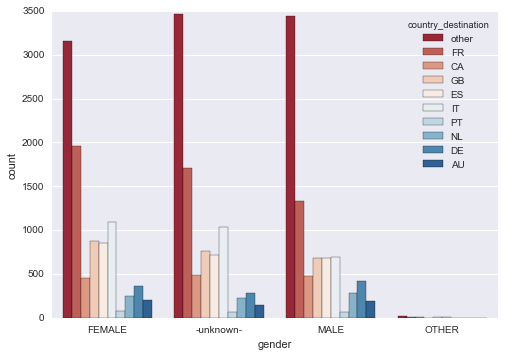 3500
3000
2500
2000
1500
1000
500
0
count
country_destination
other
FR
CA
GB
ES
IT
PT
NL
DE
AU
FEMALE
-unknown-
MALE
OTHER
gender